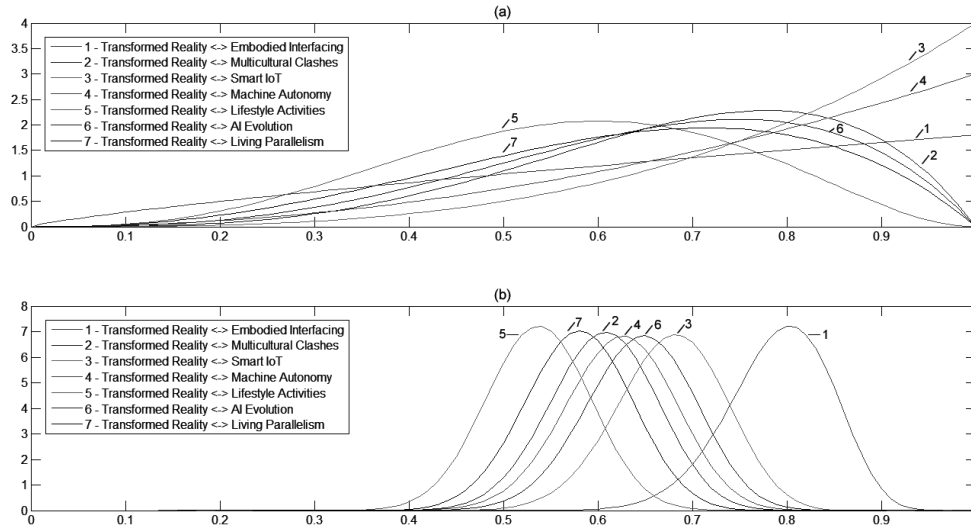 (a)
4
3.5
3
2.5
2
1.5
1
0.5
0
1 - Transformed Reality <-> Embodied Interfacing
2 - Transformed Reality <-> Multicultural Clashes
3 - Transformed Reality <-> Smart IoT
4 - Transformed Reality <-> Machine Autonomy
5 - Transformed Reality <-> Lifestyle Activities
6 - Transformed Reality <-> AI Evolution
7 - Transformed Reality <-> Living Parallelism
5
7
3
4
1
6
2
0 0.1 0.2 0.3 0.4 0.5 0.6 0.7 0.8 0.9
(b)
8
7
6
5
4
3
2
1
0
1 - Transformed Reality <-> Embodied Interfacing
2 - Transformed Reality <-> Multicultural Clashes
3 - Transformed Reality <-> Smart IoT
4 - Transformed Reality <-> Machine Autonomy
5 - Transformed Reality <-> Lifestyle Activities
6 - Transformed Reality <-> AI Evolution
7 - Transformed Reality <-> Living Parallelism
5 7 2 4 6 3 1
0 0.1 0.2 0.3 0.4 0.5 0.6 0.7 0.8 0.9